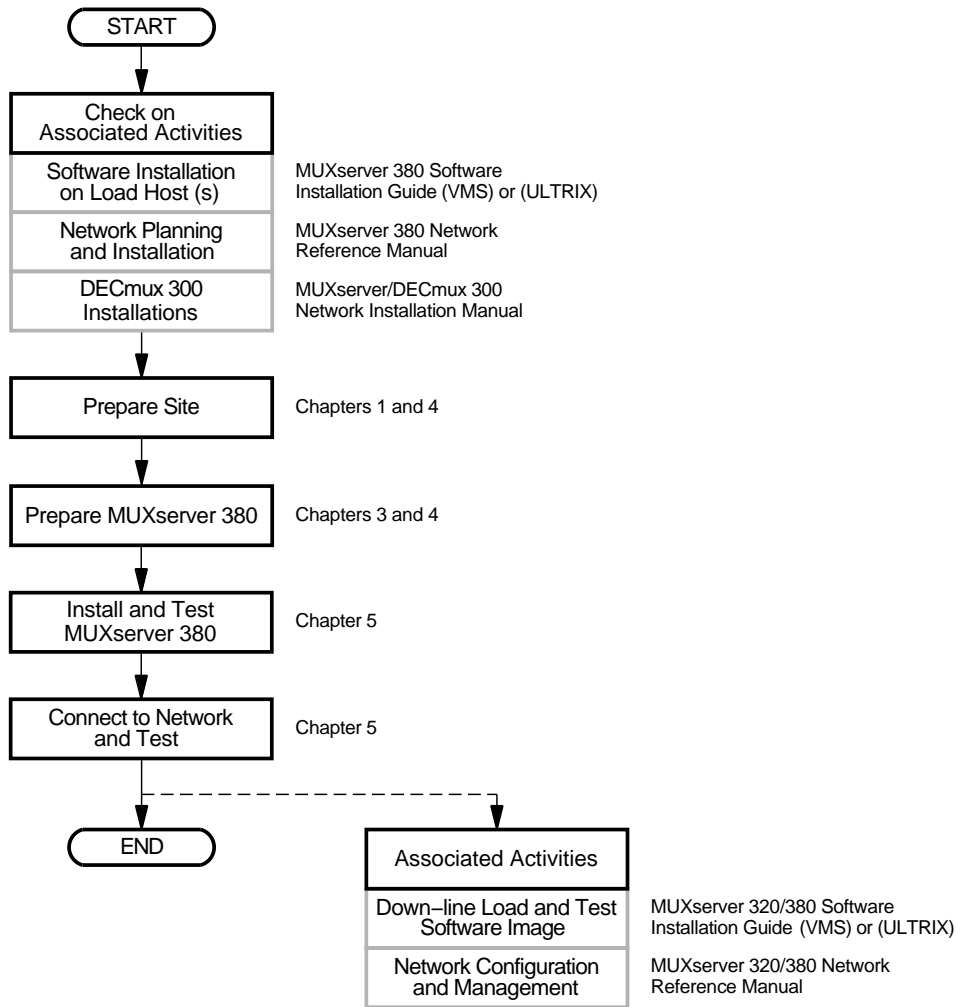 START
Check on
Associated Activities
Software Installation
on Load Host (s)
MUXserver 380 Software
Installation Guide (VMS) or (ULTRIX)
Network Planning
and Installation
MUXserver 380 Network
Reference Manual
DECmux 300
Installations
MUXserver/DECmux 300
Network Installation Manual
Prepare Site
Chapters 1 and 4
Prepare MUXserver 380
Chapters 3 and 4
Install and Test
MUXserver 380
Chapter 5
Connect to Network
and Test
Chapter 5
END
Associated Activities
Down–line Load and Test
Software Image
MUXserver 320/380 Software
Installation Guide (VMS) or (ULTRIX)
Network Configuration
and Management
MUXserver 320/380 Network
Reference Manual